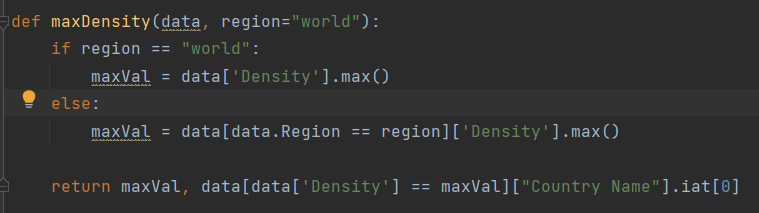 def maxDensity(data, region="world"):
    if region == "world":
        maxVal = data['Density'].max()
    else:
        maxVal = data[data.Region == region]['Density'].max()
    return maxVal, data[data['Density'] == maxVal]["Country Name"].iat[0]